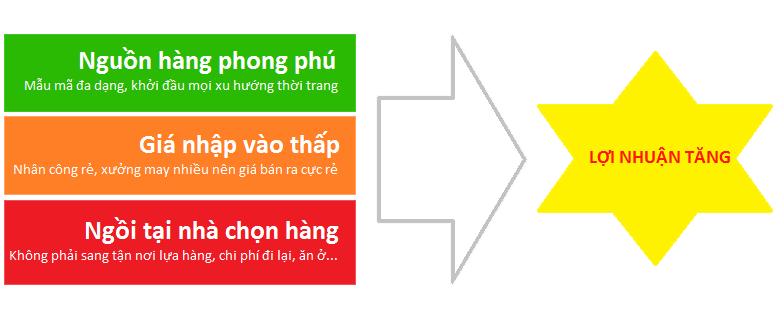 Nguồn hàng phong phú
Mẫu mã đa dạng, khởi đầu mọi xu hướng thời trang
Giá nhập vào thấp
Nhân công rẻ, xưởng may nhiều nên giá bán ra cực rẻ
Ngồi tại nhà chọn hàng
Không phải sang tận nơi lựa hàng, chi phí đi lại, ăn ở...
LỢI NHUẬN TĂNG